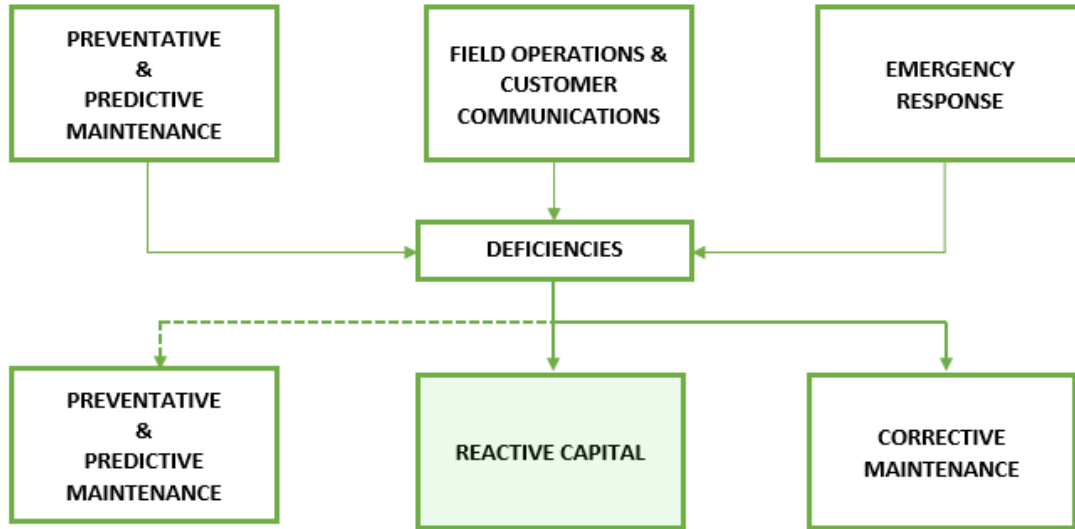 PREVENTATIVE
&
PREDICTIVE
MAINTENANCE
FIELD OPERATIONS &
CUSTOMER
COMMUNICATIONS
EMERGENCY
RESPONSE
DEFICIENCIES
PREVENTATIVE
&
PREDICTIVE
MAINTENANCE
REACTIVE CAPITAL
CORRECTIVE
MAINTENANCE